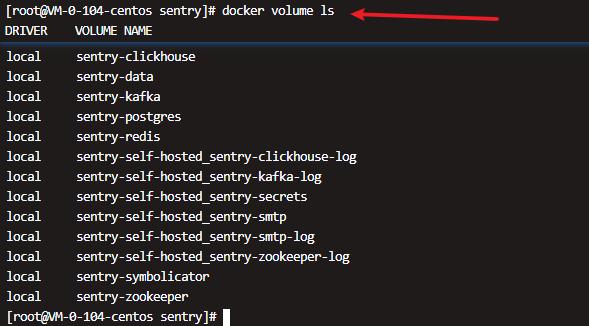 [root@VM-0-104-centos sentry]# docker volume ls
DRIVER    VOLUME NAME
local     sentry-clickhouse
local     sentry-data
local     sentry-kafka
local     sentry-postgres
local     sentry-redis
local     sentry-self-hosted_sentry-clickhouse-log
local     sentry-self-hosted_sentry-kafka-log
local     sentry-self-hosted_sentry-secrets
local     sentry-self-hosted_sentry-smtp
local     sentry-self-hosted_sentry-smtp-log
local     sentry-self-hosted_sentry-zookeeper-log
local     sentry-symbolicator
local     sentry-zookeeper
[root@VM-0-104-centos sentry]#